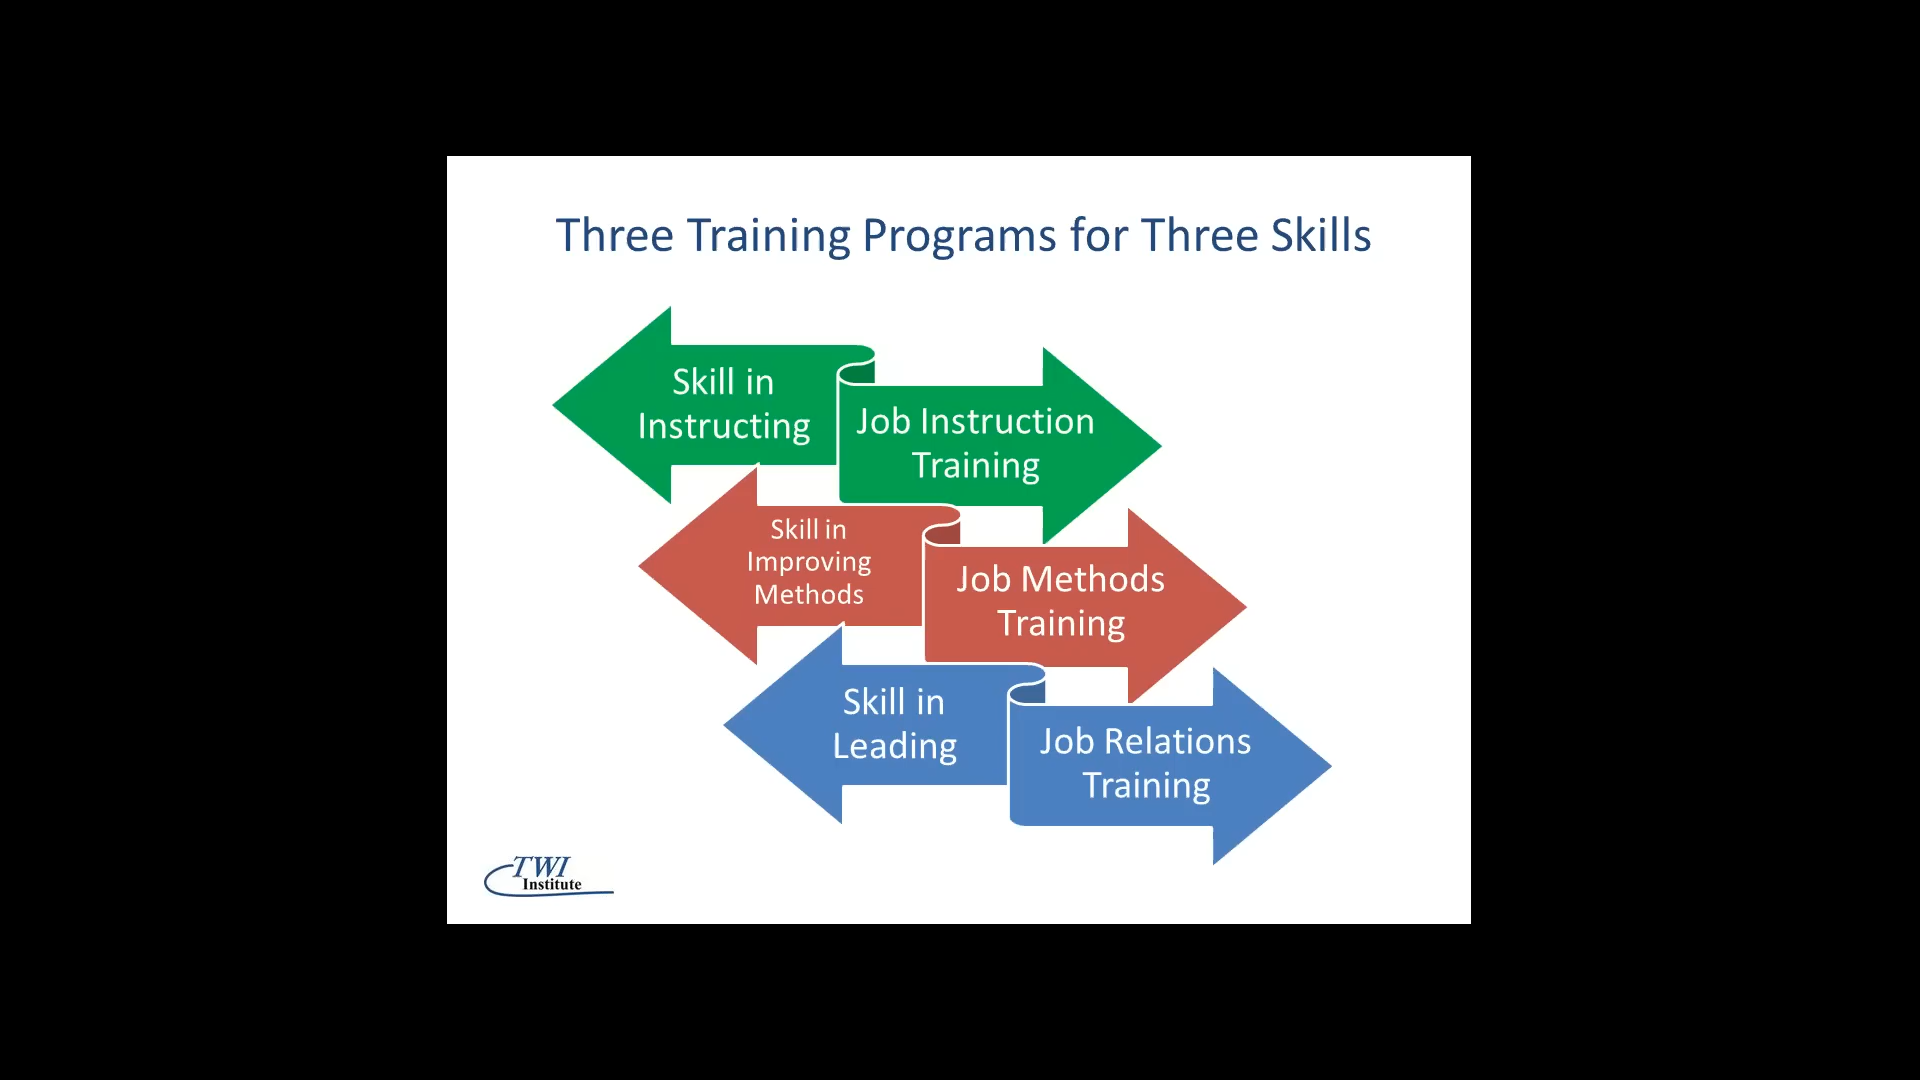 Three Training Programs for Three Skills
Skill in
Instructing
Job Instruction
Training
Skill in
Improving
Methods
Job Methods
Training
Skill in
Leading
Job Relations
Training
TWI
Institute